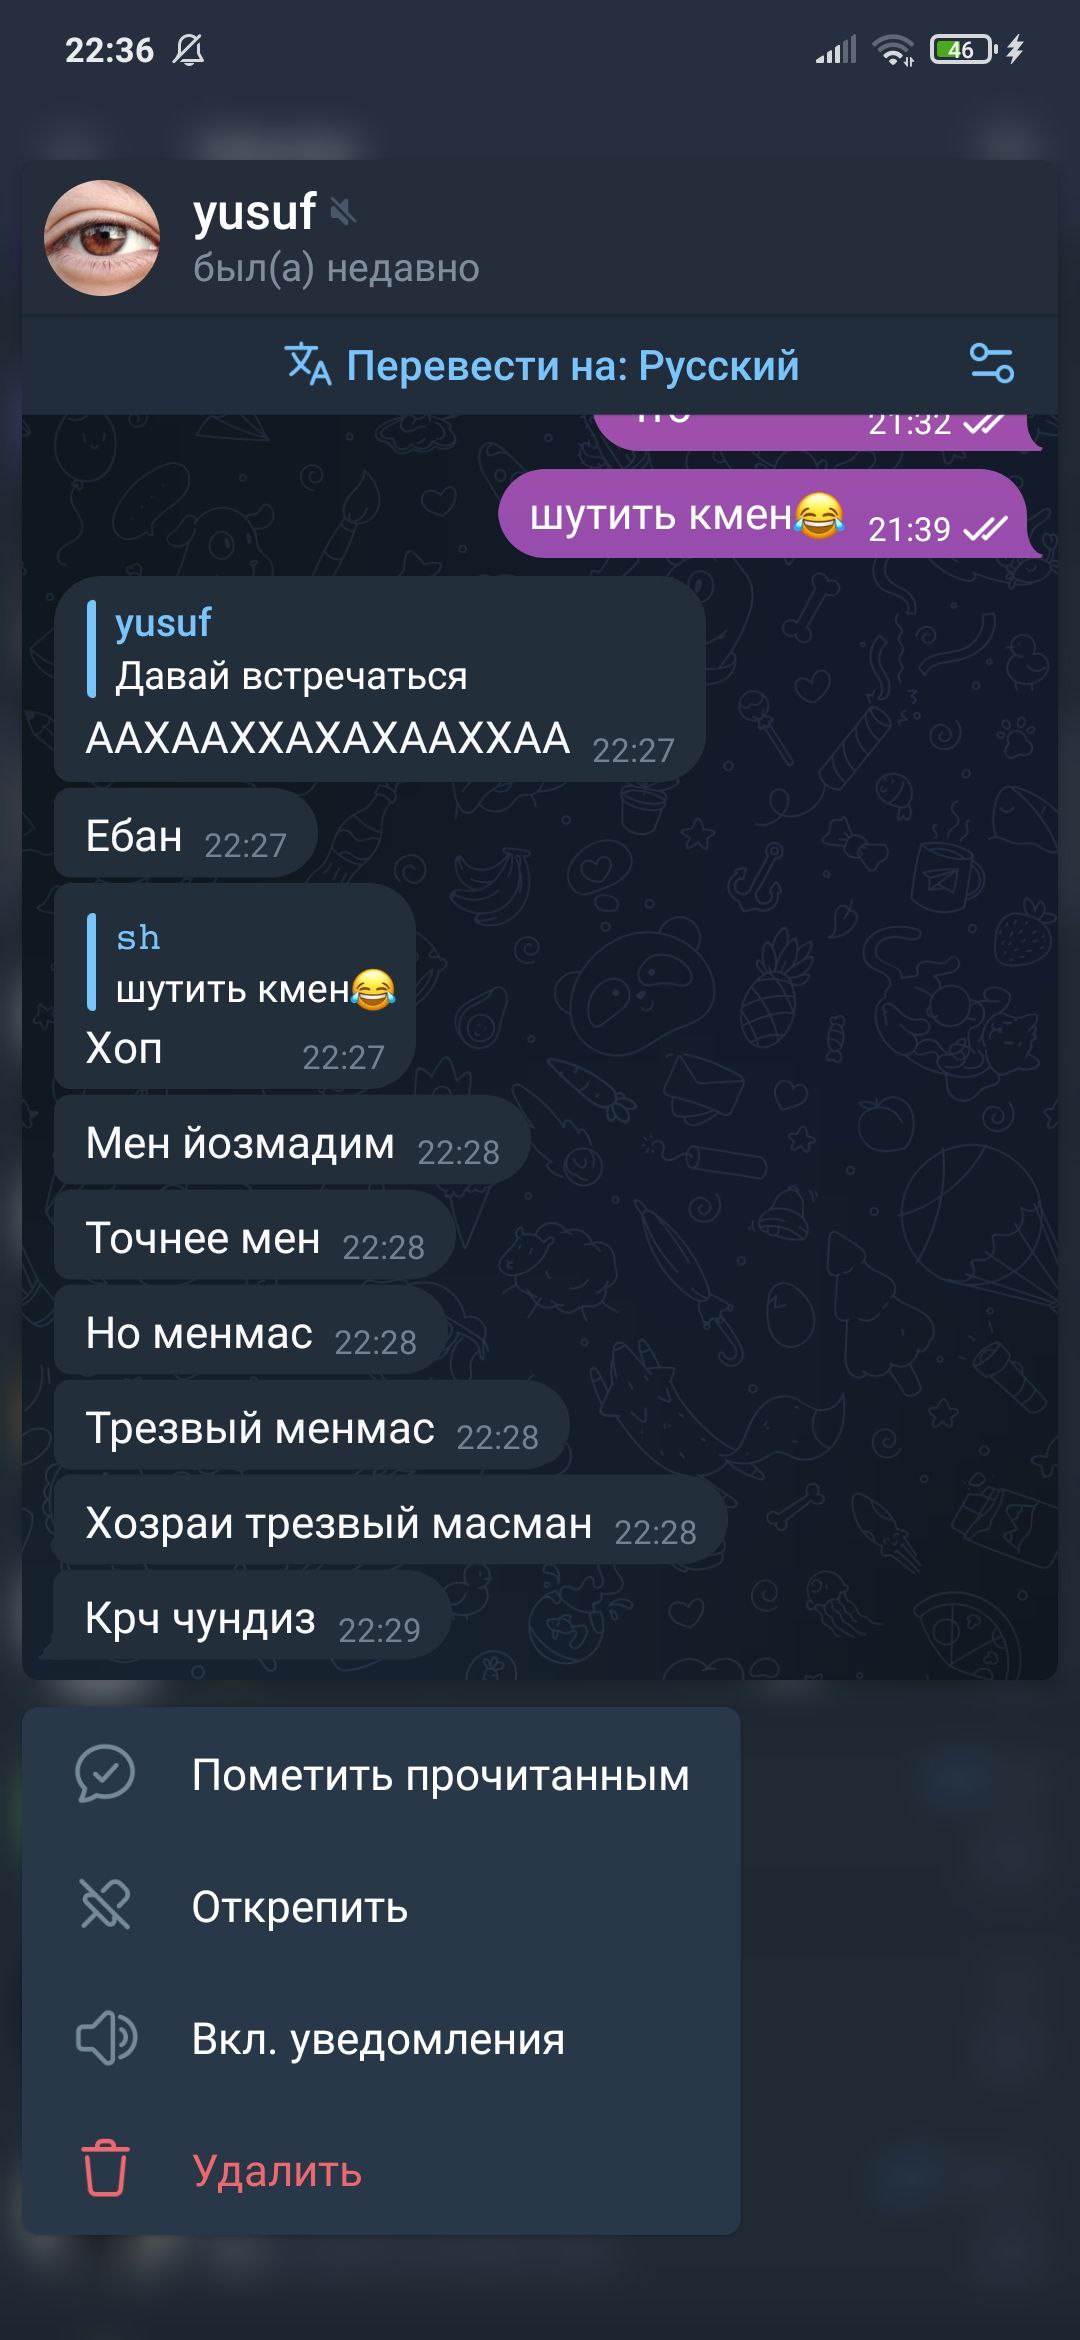 22:36
46
yusuf
был(а) недавно
Перевести на: Русский
21:32
шутить кмен😂 21:39
yusuf
Давай встречаться
ААХААХХАХАХААХХАА 22:27
Ебан 22:27
sh
шутить кмен😂
Хоп 22:27
Мен йозмадим 22:28
Точнее мен 22:28
Но менмас 22:28
Трезвый менмас 22:28
Хозраи трезвый масман 22:28
Крч чундиз 22:29
Пометить прочитанным
Открепить
Вкл. уведомления
Удалить